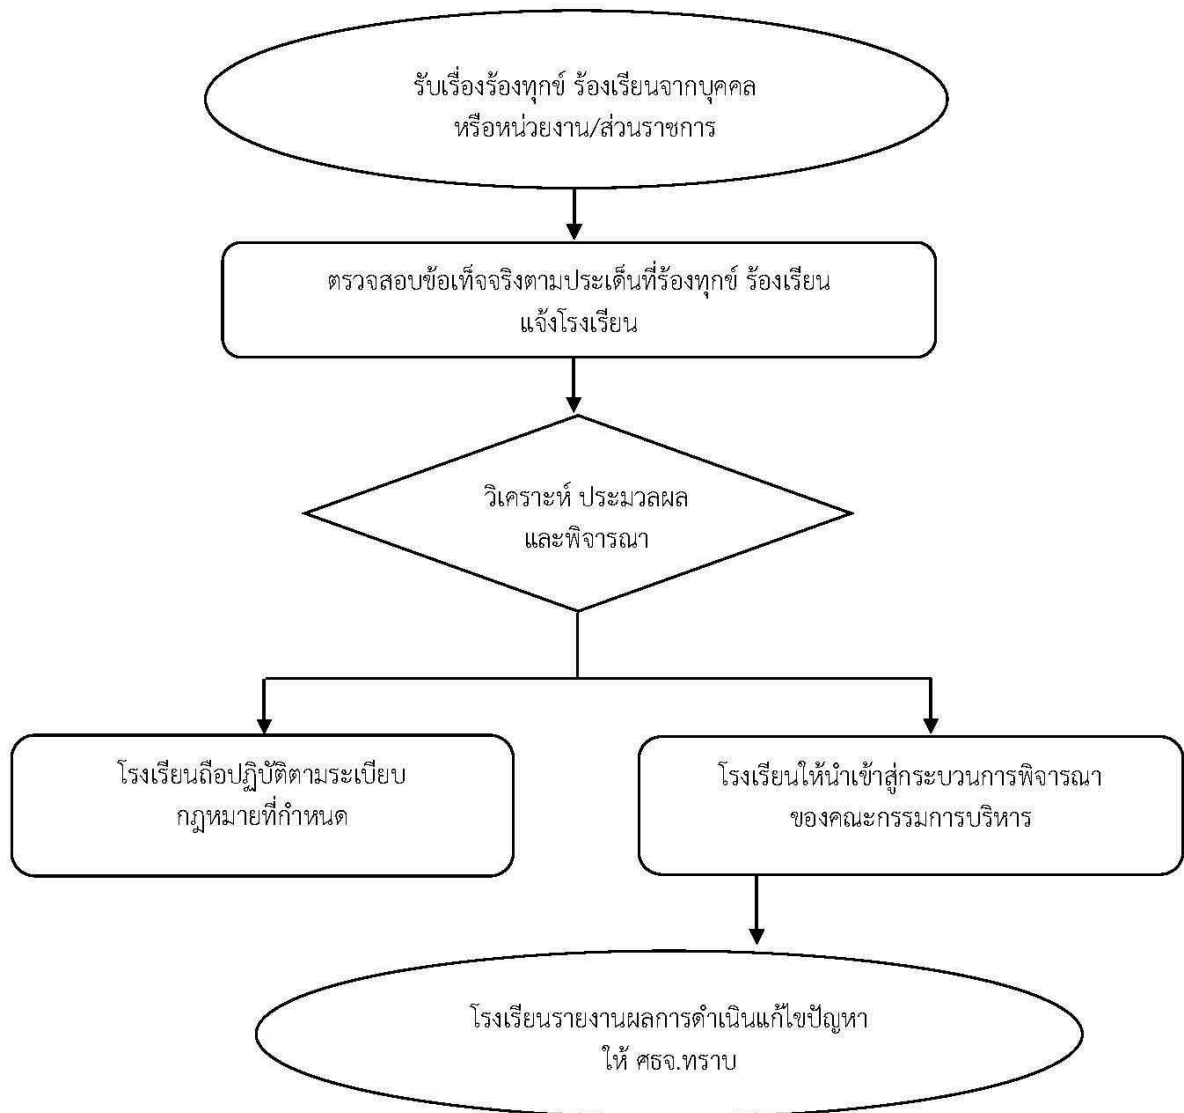 รับเรื่องร้องทุกข์ ร้องเรียนจากบุคคล
หรือหน่วยงาน/ส่วนราชการ
ตรวจสอบข้อเท็จจริงตามประเด็นที่ร้องทุกข์ ร้องเรียน
แจ้งโรงเรียน
วิเคราะห์ ประมวลผล
และพิจารณา
โรงเรียนถือปฏิบัติตามระเบียบ
กฎหมายที่กำหนด
โรงเรียนให้นำเข้าสู่กระบวนการพิจารณา
ของคณะกรรมการบริหาร
โรงเรียนรายงานผลการดำเนินแก้ไขปัญหา
ให้ ศธจ.ทราบ